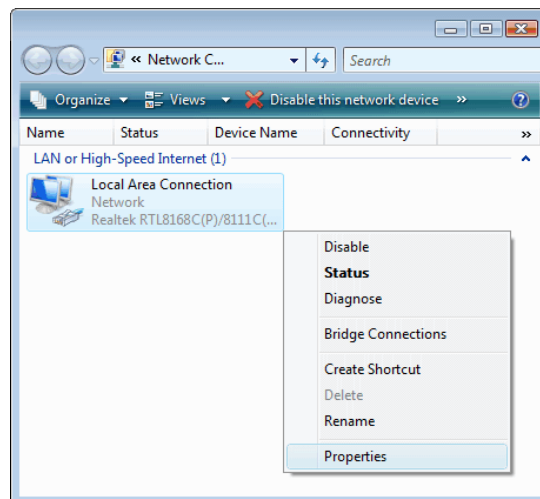 « Network C...
Search
Organize Views Disable this network device »
Name Status Device Name Connectivity »
LAN or High-Speed Internet (1)
Local Area Connection
Network
Realtek RTL8168C(P)/8111C(...
Disable
Status
Diagnose
Bridge Connections
Create Shortcut
Delete
Rename
Properties